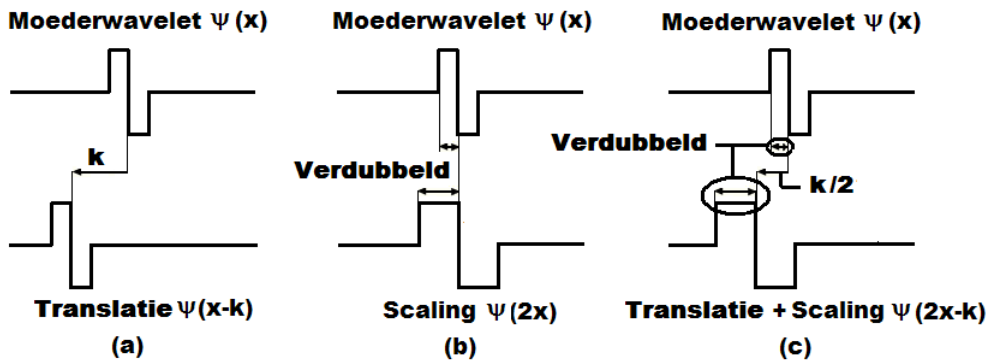 Moederwavelet Ψ(x)
k
Translatie Ψ(x-k)
(a)
Moederwavelet Ψ(x)
Verdubbeld
Scaling Ψ(2x)
(b)
Moederwavelet Ψ(x)
Verdubbeld
k/2
Translatie + Scaling Ψ(2x-k)
(c)